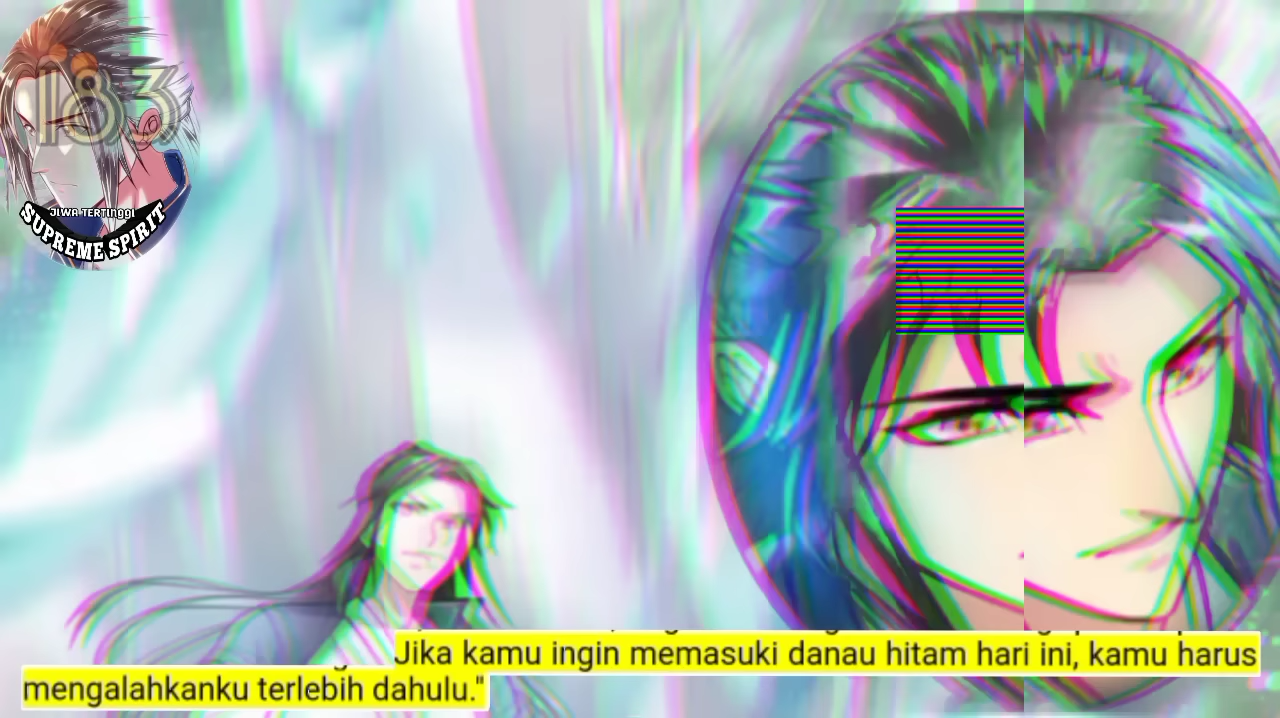 183
JIWA TERTINGGI
SUPREME SPIRIT
Jika kamu ingin memasuki danau hitam hari ini, kamu harus
mengalahkanku terlebih dahulu."